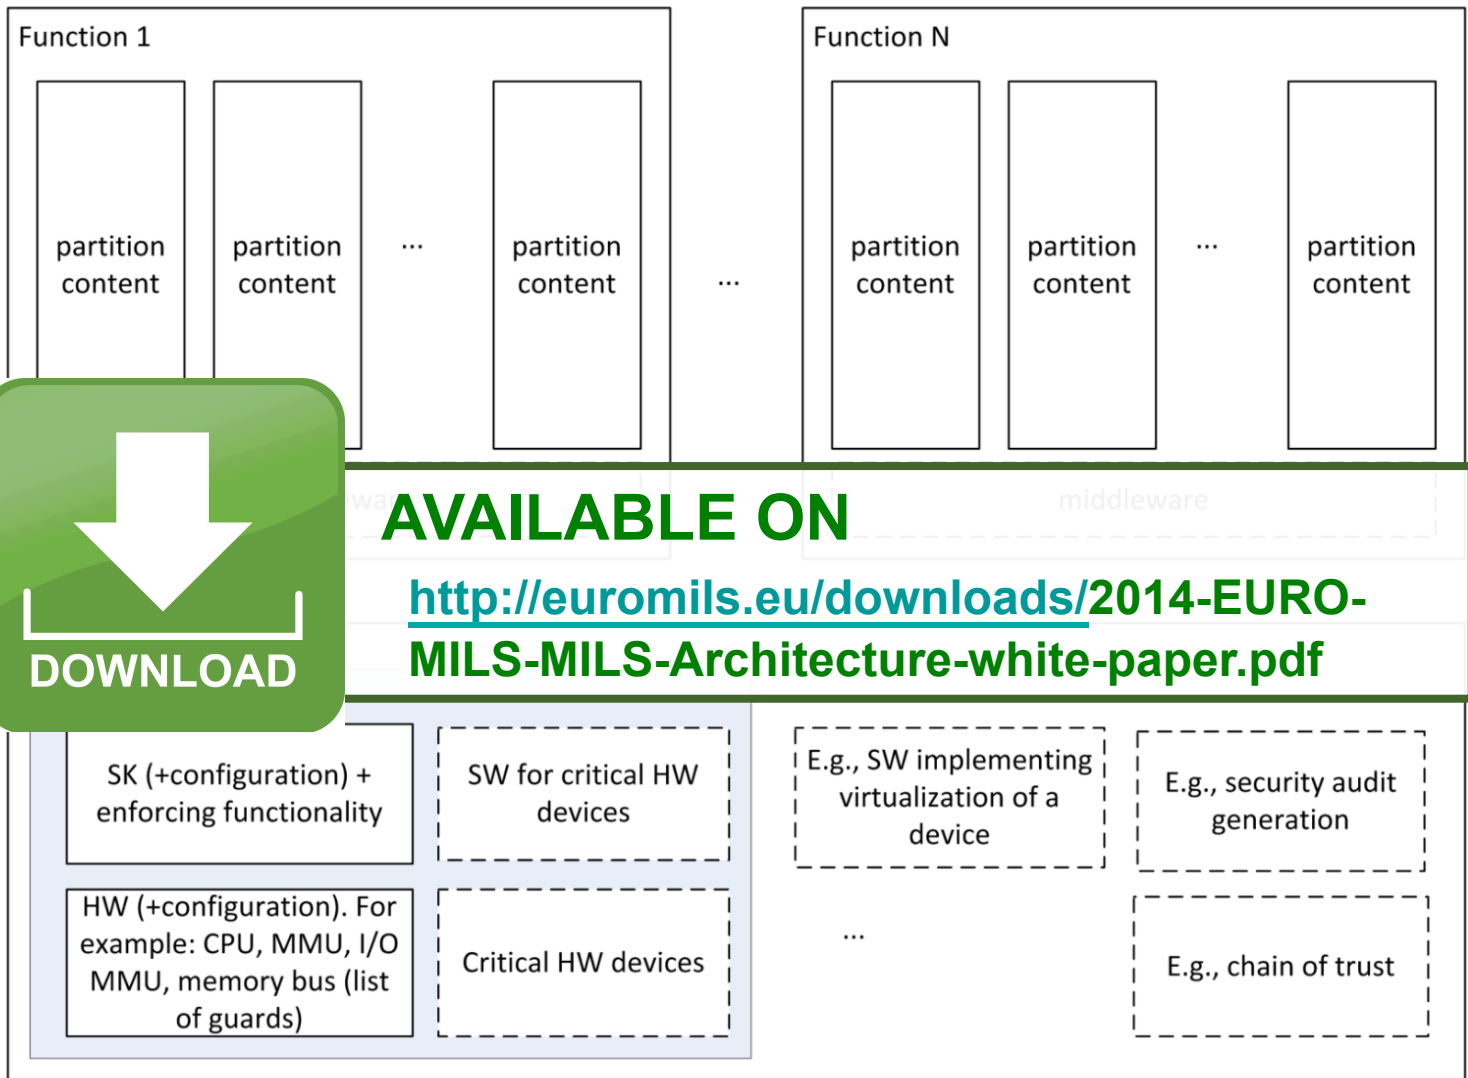 Function 1
Function N
partition
content
partition
content
...
partition
content
...
partition
content
partition
content
...
partition
content
middleware
AVAILABLE ON
http://euromils.eu/downloads/2014-EURO-
MILS-MILS-Architecture-white-paper.pdf
DOWNLOAD
SK (+configuration) +
enforcing functionality
SW for critical HW
devices
E.g., SW implementing
virtualization of a
device
E.g., security audit
generation
HW (+configuration). For
example: CPU, MMU, I/O
MMU, memory bus (list
of guards)
Critical HW devices
...
E.g., chain of trust